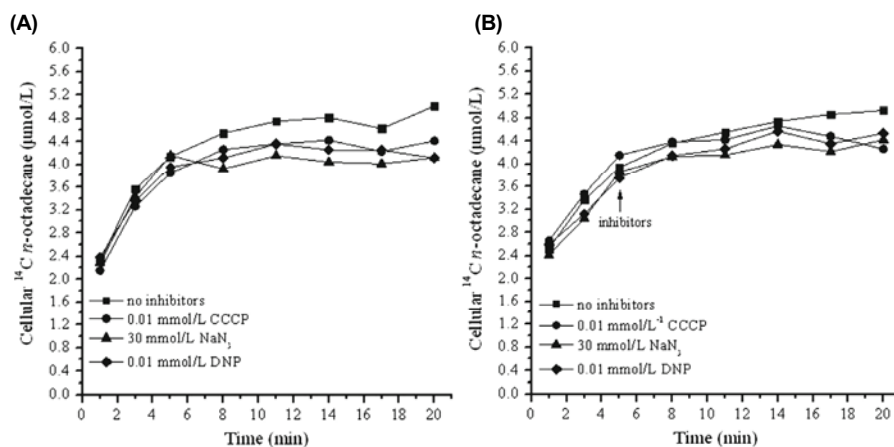 (A)
6.0
5.6
5.2
4.8
4.4
4.0
3.6
3.2
2.8
2.4
2.0
1.6
1.2
0.8
0.4
0.0
Cellular ¹⁴C n-octadecane (µmol/L)
no inhibitors
0.01 mmol/L CCCP
30 mmol/L NaN₃
0.01 mmol/L DNP
0 2 4 6 8 10 12 14 16 18 20
Time (min)
(B)
6.0
5.6
5.2
4.8
4.4
4.0
3.6
3.2
2.8
2.4
2.0
1.6
1.2
0.8
0.4
0.0
Cellular ¹⁴C n-octadecane (µmol/L)
inhibitors
no inhibitors
0.01 mmol/L⁻¹ CCCP
30 mmol/L NaN₃
0.01 mmol/L DNP
0 2 4 6 8 10 12 14 16 18 20
Time (min)